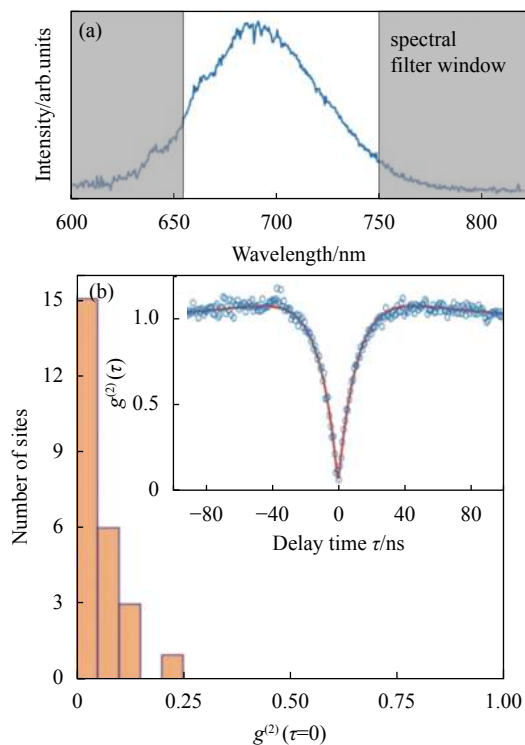 (a)
spectral
filter window
Intensity/arb.units
600 650 700 750 800
Wavelength/nm
(b)
15
12
9
6
3
0
Number of sites
1.0
0.5
0
g(2)(τ)
−80 −40 0 40 80
Delay time τ/ns
0 0.25 0.50 0.75 1.00
g(2) (τ=0)